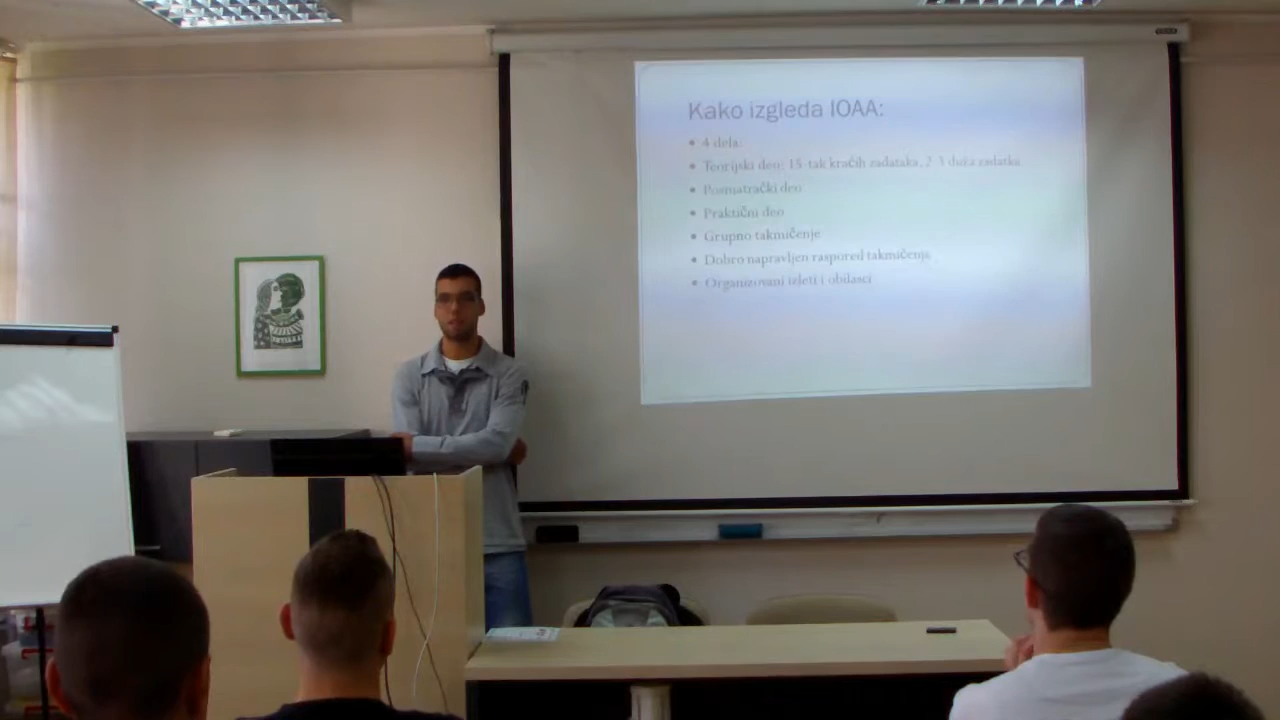 Kako izgleda IOAA:
4 dela:
Teorijski deo: 15-tak kraćih zadataka, 2-3 duža zadatka
Posmatrački deo
Praktični deo
Grupno takmičenje
Dobro napravljen raspored takmičenja
Organizovani izleti i obilasci